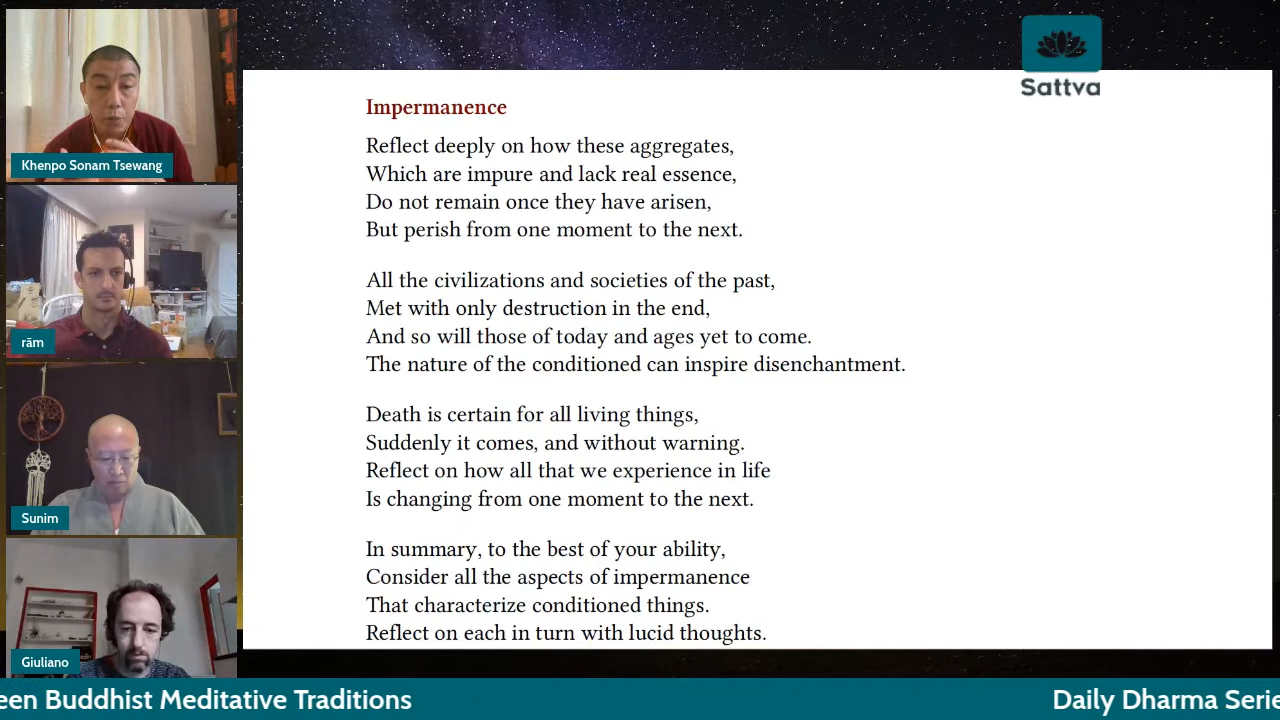 Khenpo Sonam Tsewang
rām
Sunim
Giuliano
Sattva
Impermanence
Reflect deeply on how these aggregates,
Which are impure and lack real essence,
Do not remain once they have arisen,
But perish from one moment to the next.
All the civilizations and societies of the past,
Met with only destruction in the end,
And so will those of today and ages yet to come.
The nature of the conditioned can inspire disenchantment.
Death is certain for all living things,
Suddenly it comes, and without warning.
Reflect on how all that we experience in life
Is changing from one moment to the next.
In summary, to the best of your ability,
Consider all the aspects of impermanence
That characterize conditioned things.
Reflect on each in turn with lucid thoughts.
een Buddhist Meditative Traditions
Daily Dharma Serie